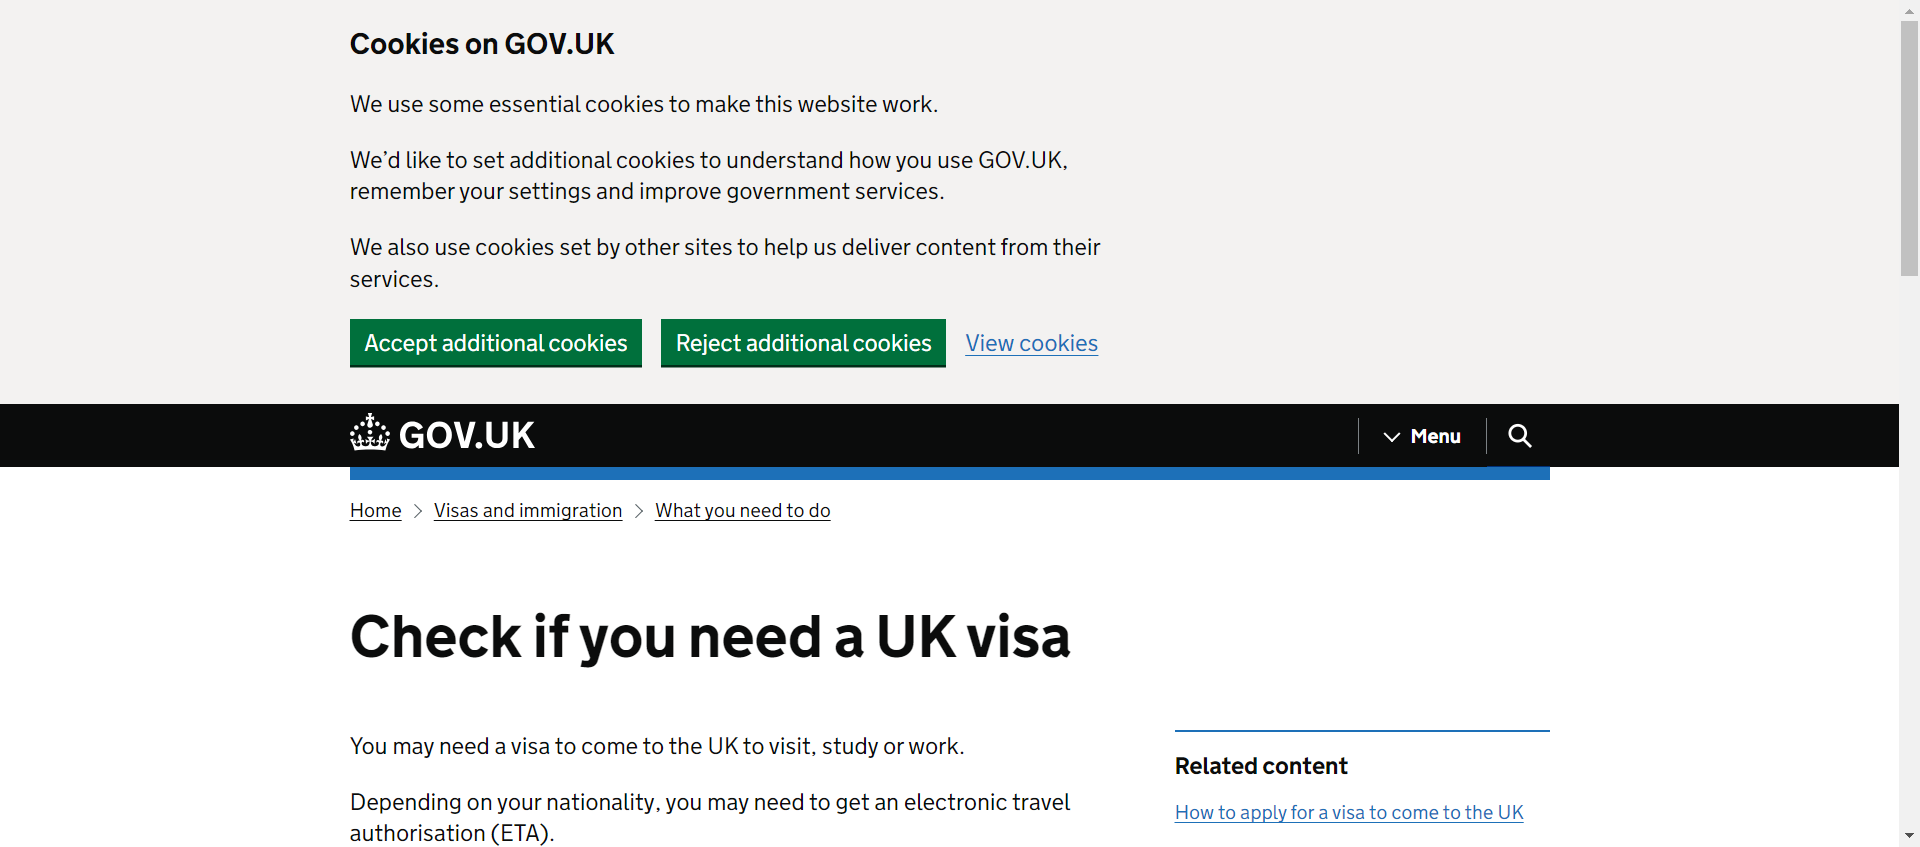 Cookies on GOV.UK
We use some essential cookies to make this website work.
We’d like to set additional cookies to understand how you use GOV.UK,
remember your settings and improve government services.
We also use cookies set by other sites to help us deliver content from their
services.
Accept additional cookies Reject additional cookies View cookies
GOV.UK Menu
Home Visas and immigration What you need to do
Check if you need a UK visa
You may need a visa to come to the UK to visit, study or work.
Depending on your nationality, you may need to get an electronic travel
authorisation (ETA).
Related content
How to apply for a visa to come to the UK